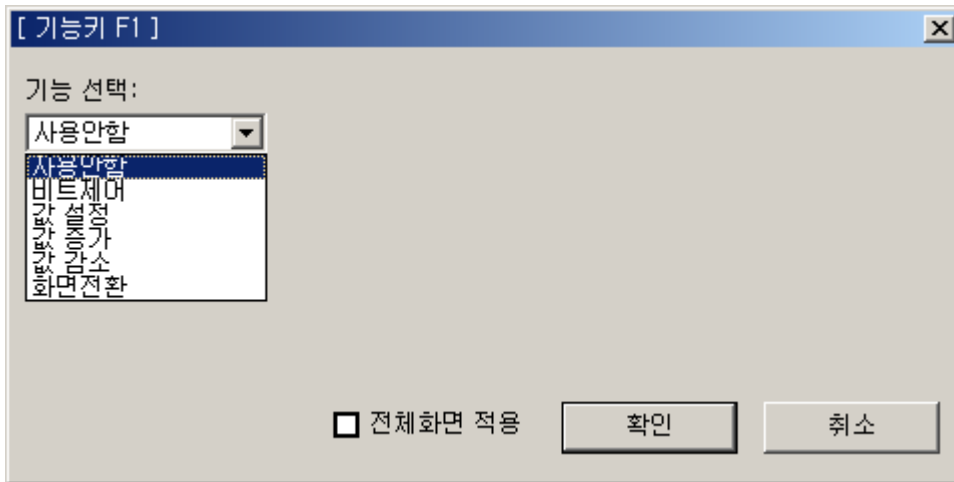 [ 기능키 F1 ]
기능 선택:
사용안함
사용안함
비트제어
값 설정
값 증가
값 감소
화면전환
전체화면 적용
확인
취소